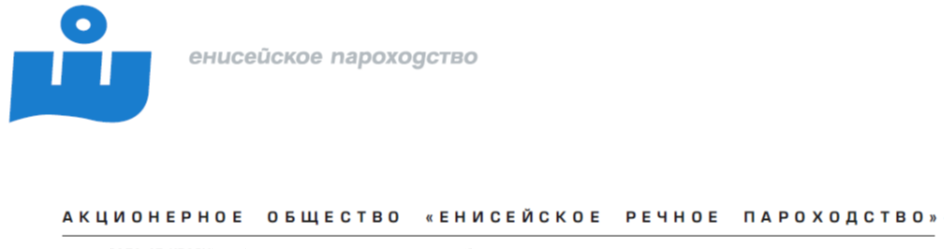 енисейское пароходство
АКЦИОНЕРНОЕ ОБЩЕСТВО «ЕНИСЕЙСКОЕ РЕЧНОЕ ПАРОХОДСТВО»